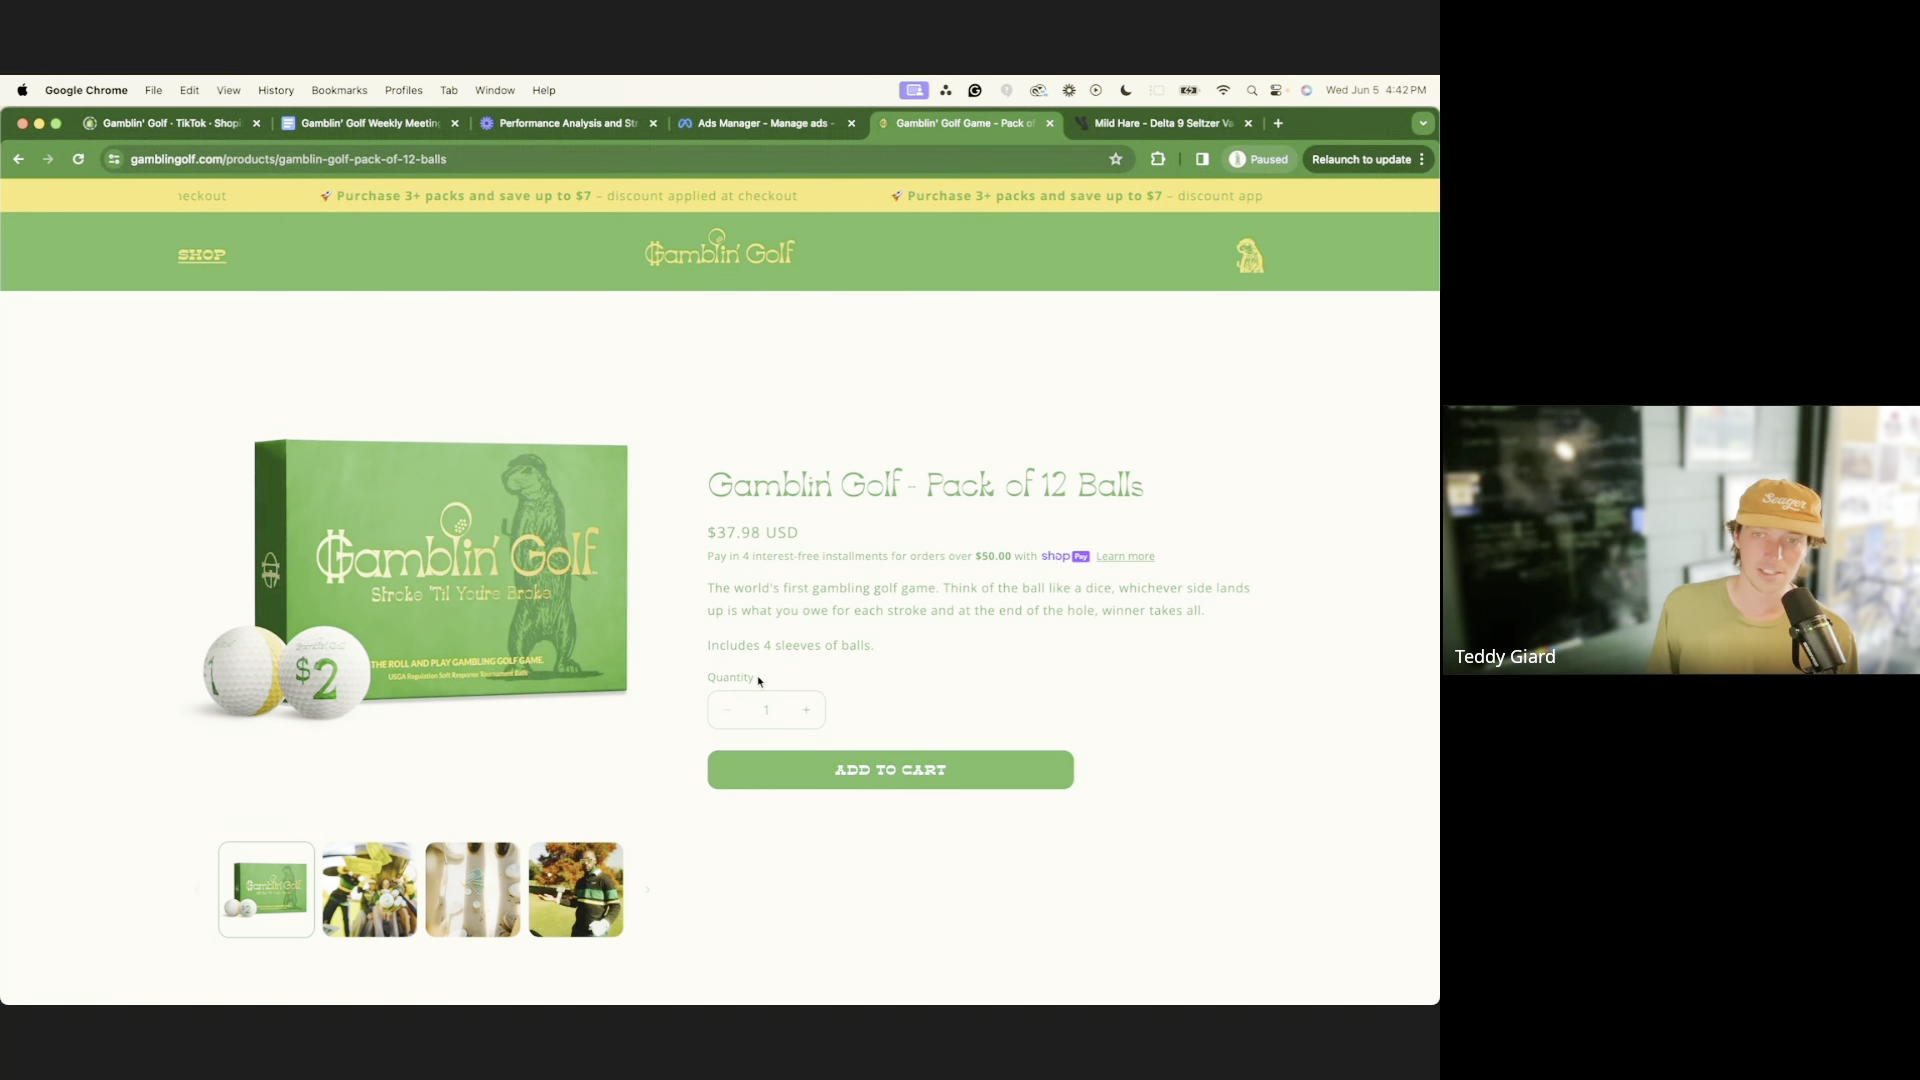 Google Chrome File Edit View History Bookmarks Profiles Tab Window Help Wed Jun 5 4:42 PM
Gamblin' Golf · TikTok · Shopi Gamblin' Golf Weekly Meeting Performance Analysis and Str Ads Manager - Manage ads - Gamblin' Golf Game - Pack of Mild Hare - Delta 9 Seltzer Va
gamblingolf.com/products/gamblin-golf-pack-of-12-balls Paused Relaunch to update
heckout 🚀 Purchase 3+ packs and save up to $7 – discount applied at checkout 🚀 Purchase 3+ packs and save up to $7 – discount app
SHOP
Gamblin' Golf
Gamblin' Golf
Stroke 'Til You're Broke
THE ROLL AND PLAY GAMBLING GOLF GAME.
USGA Regulation Soft Response Tournament Balls
1
$2
Gamblin' Golf - Pack of 12 Balls
$37.98 USD
Pay in 4 interest-free installments for orders over $50.00 with shop Pay Learn more
The world's first gambling golf game. Think of the ball like a dice, whichever side lands
up is what you owe for each stroke and at the end of the hole, winner takes all.
Includes 4 sleeves of balls.
Quantity
− 1 +
ADD TO CART
Gamblin' Golf
Seager
Teddy Giard